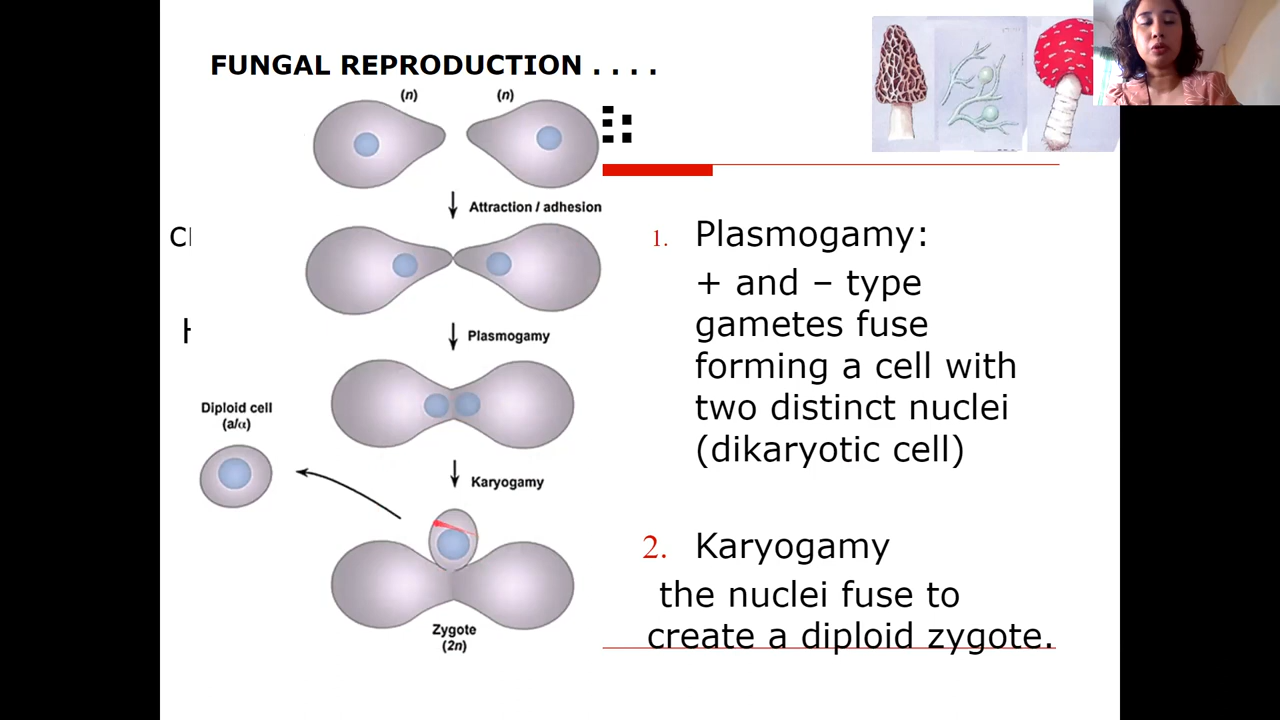 FUNGAL REPRODUCTION . . . .
(n)
(n)
Attraction / adhesion
Plasmogamy
Diploid cell
(a/α)
Karyogamy
Zygote
(2n)
1. Plasmogamy:
+ and – type
gametes fuse
forming a cell with
two distinct nuclei
(dikaryotic cell)
2. Karyogamy
the nuclei fuse to
create a diploid zygote.